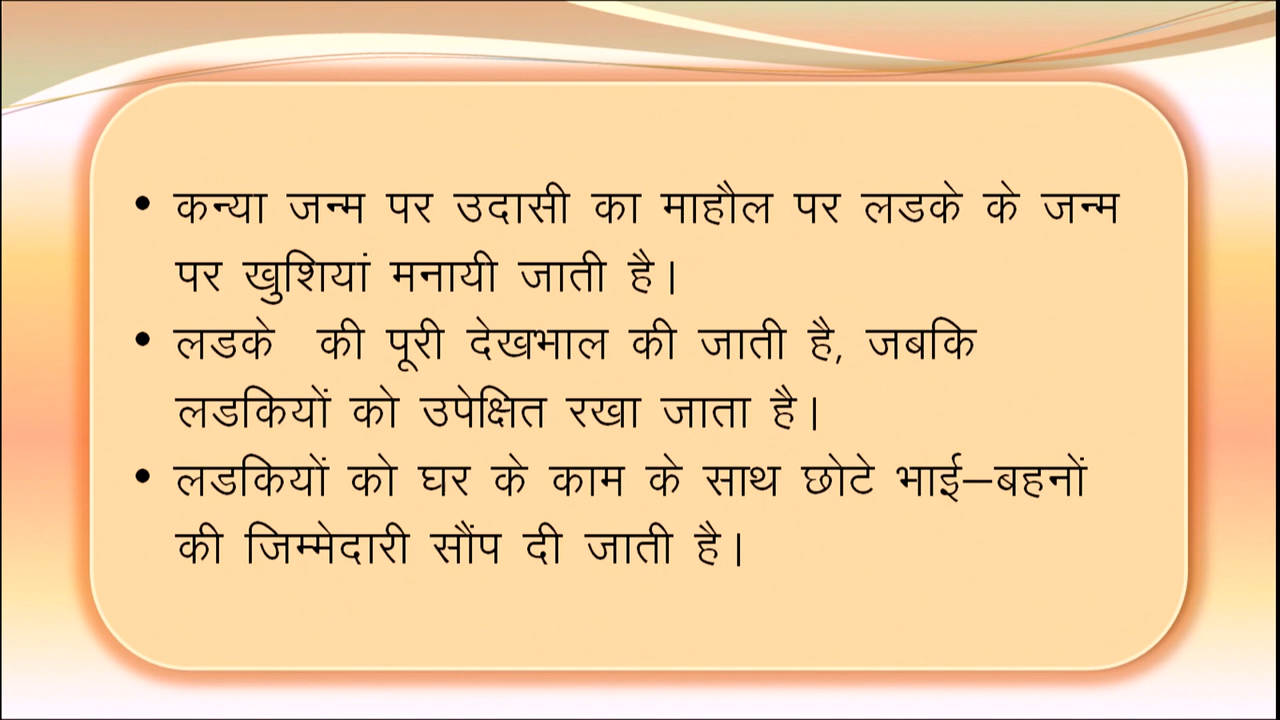 • कन्या जन्म पर उदासी का माहौल पर लडके के जन्म
पर खुशियां मनायी जाती है।
• लडके की पूरी देखभाल की जाती है, जबकि
लडकियों को उपेक्षित रखा जाता है।
• लडकियों को घर के काम के साथ छोटे भाई–बहनों
की जिम्मेदारी सौंप दी जाती है।